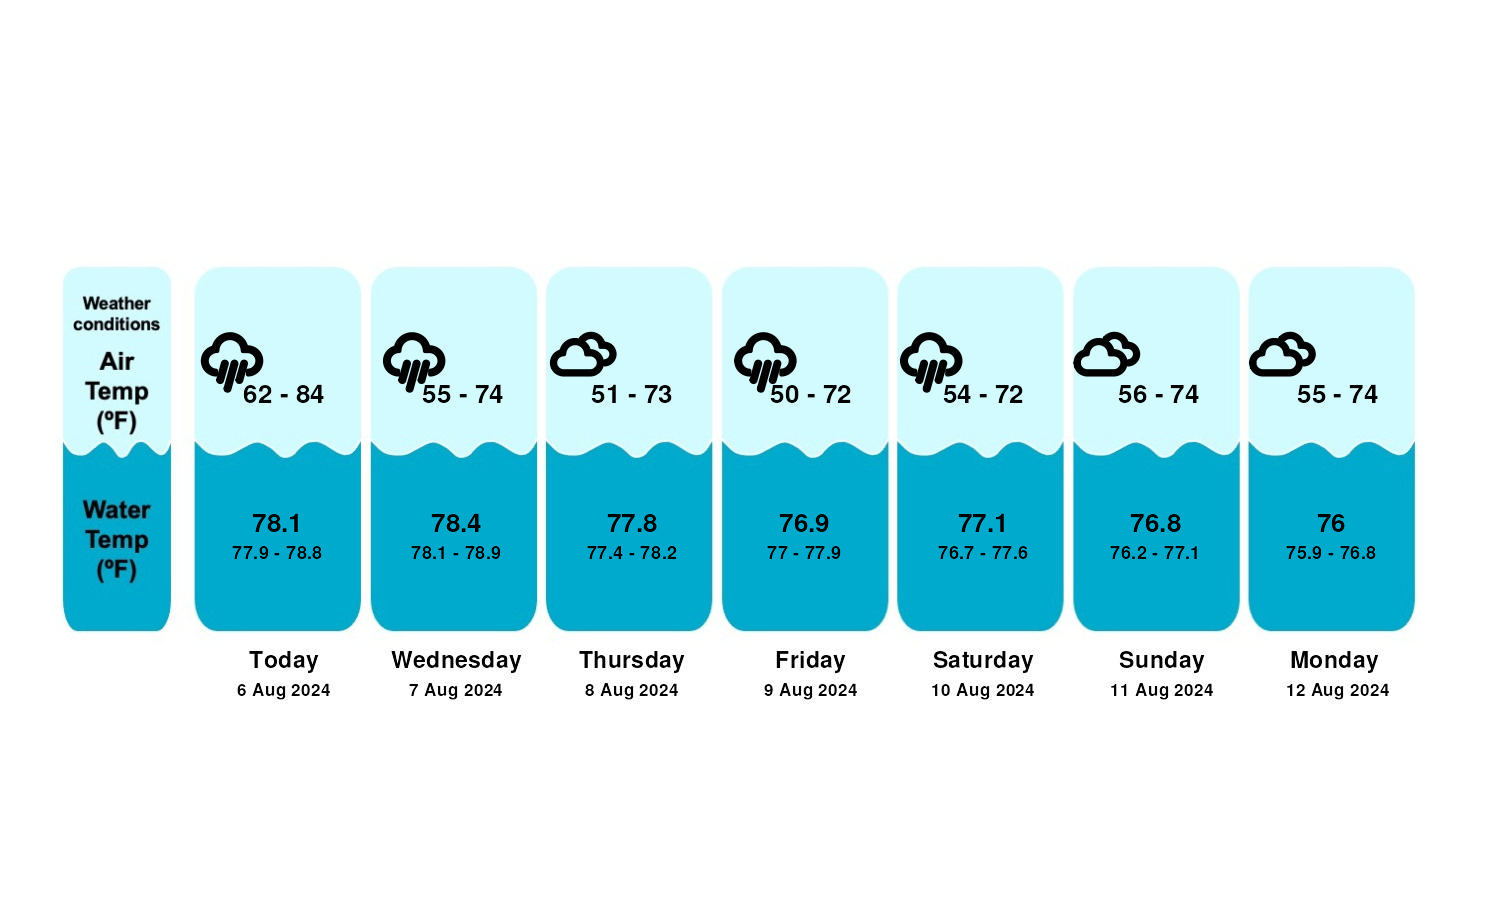 Weather
conditions
Air
Temp
(ºF)
Water
Temp
(ºF)
62 - 84
78.1
77.9 - 78.8
Today
6 Aug 2024
55 - 74
78.4
78.1 - 78.9
Wednesday
7 Aug 2024
51 - 73
77.8
77.4 - 78.2
Thursday
8 Aug 2024
50 - 72
76.9
77 - 77.9
Friday
9 Aug 2024
54 - 72
77.1
76.7 - 77.6
Saturday
10 Aug 2024
56 - 74
76.8
76.2 - 77.1
Sunday
11 Aug 2024
55 - 74
76
75.9 - 76.8
Monday
12 Aug 2024